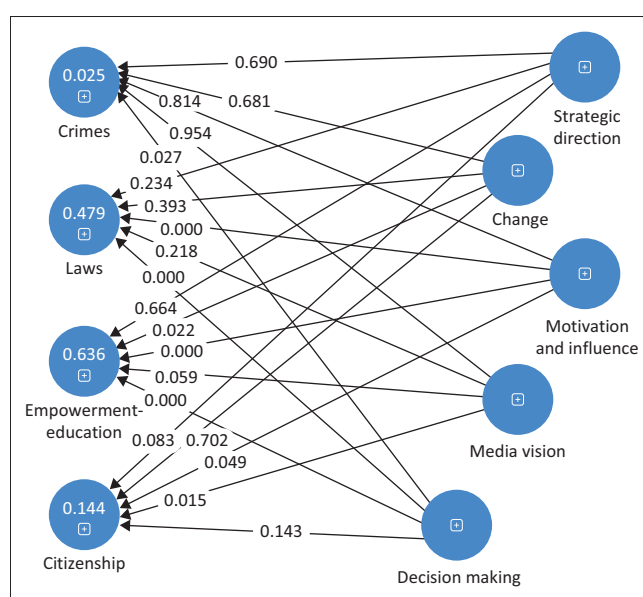 0.025
Crimes
0.479
Laws
0.636
Empowerment-
education
0.144
Citizenship
0.690
0.814
0.681
0.954
0.027
0.234
0.393
0.000
0.218
0.000
0.664
0.022
0.000
0.059
0.000
0.083
0.702
0.049
0.015
0.143
Strategic
direction
Change
Motivation
and influence
Media vision
Decision making